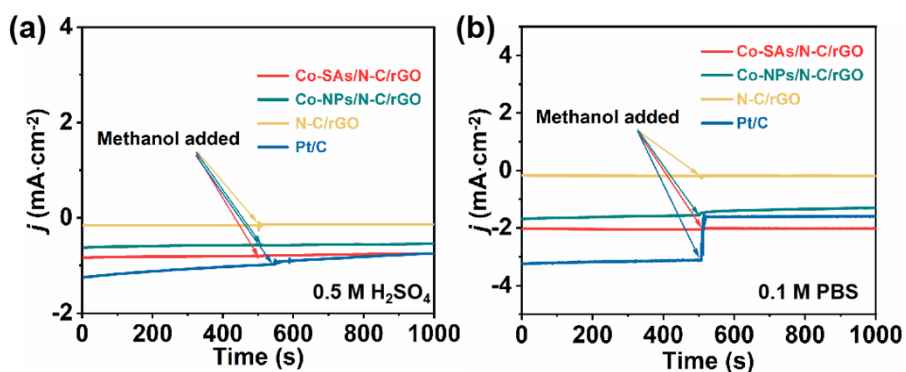 (a)
j (mA·cm-2)
4
2
0
-2
Co-SAs/N-C/rGO
Co-NPs/N-C/rGO
N-C/rGO
Pt/C
Methanol added
0.5 M H2SO4
0 200 400 600 800 1000
Time (s)
(b)
j (mA·cm-2)
4
2
0
-2
-4
Co-SAs/N-C/rGO
Co-NPs/N-C/rGO
N-C/rGO
Pt/C
Methanol added
0.1 M PBS
0 200 400 600 800 1000
Time (s)